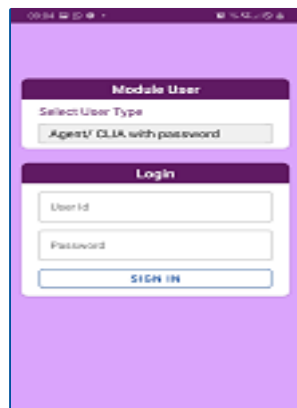 Module User
Select User Type
Agent/ CLIA with password
Login
User Id
Password
SIGN IN